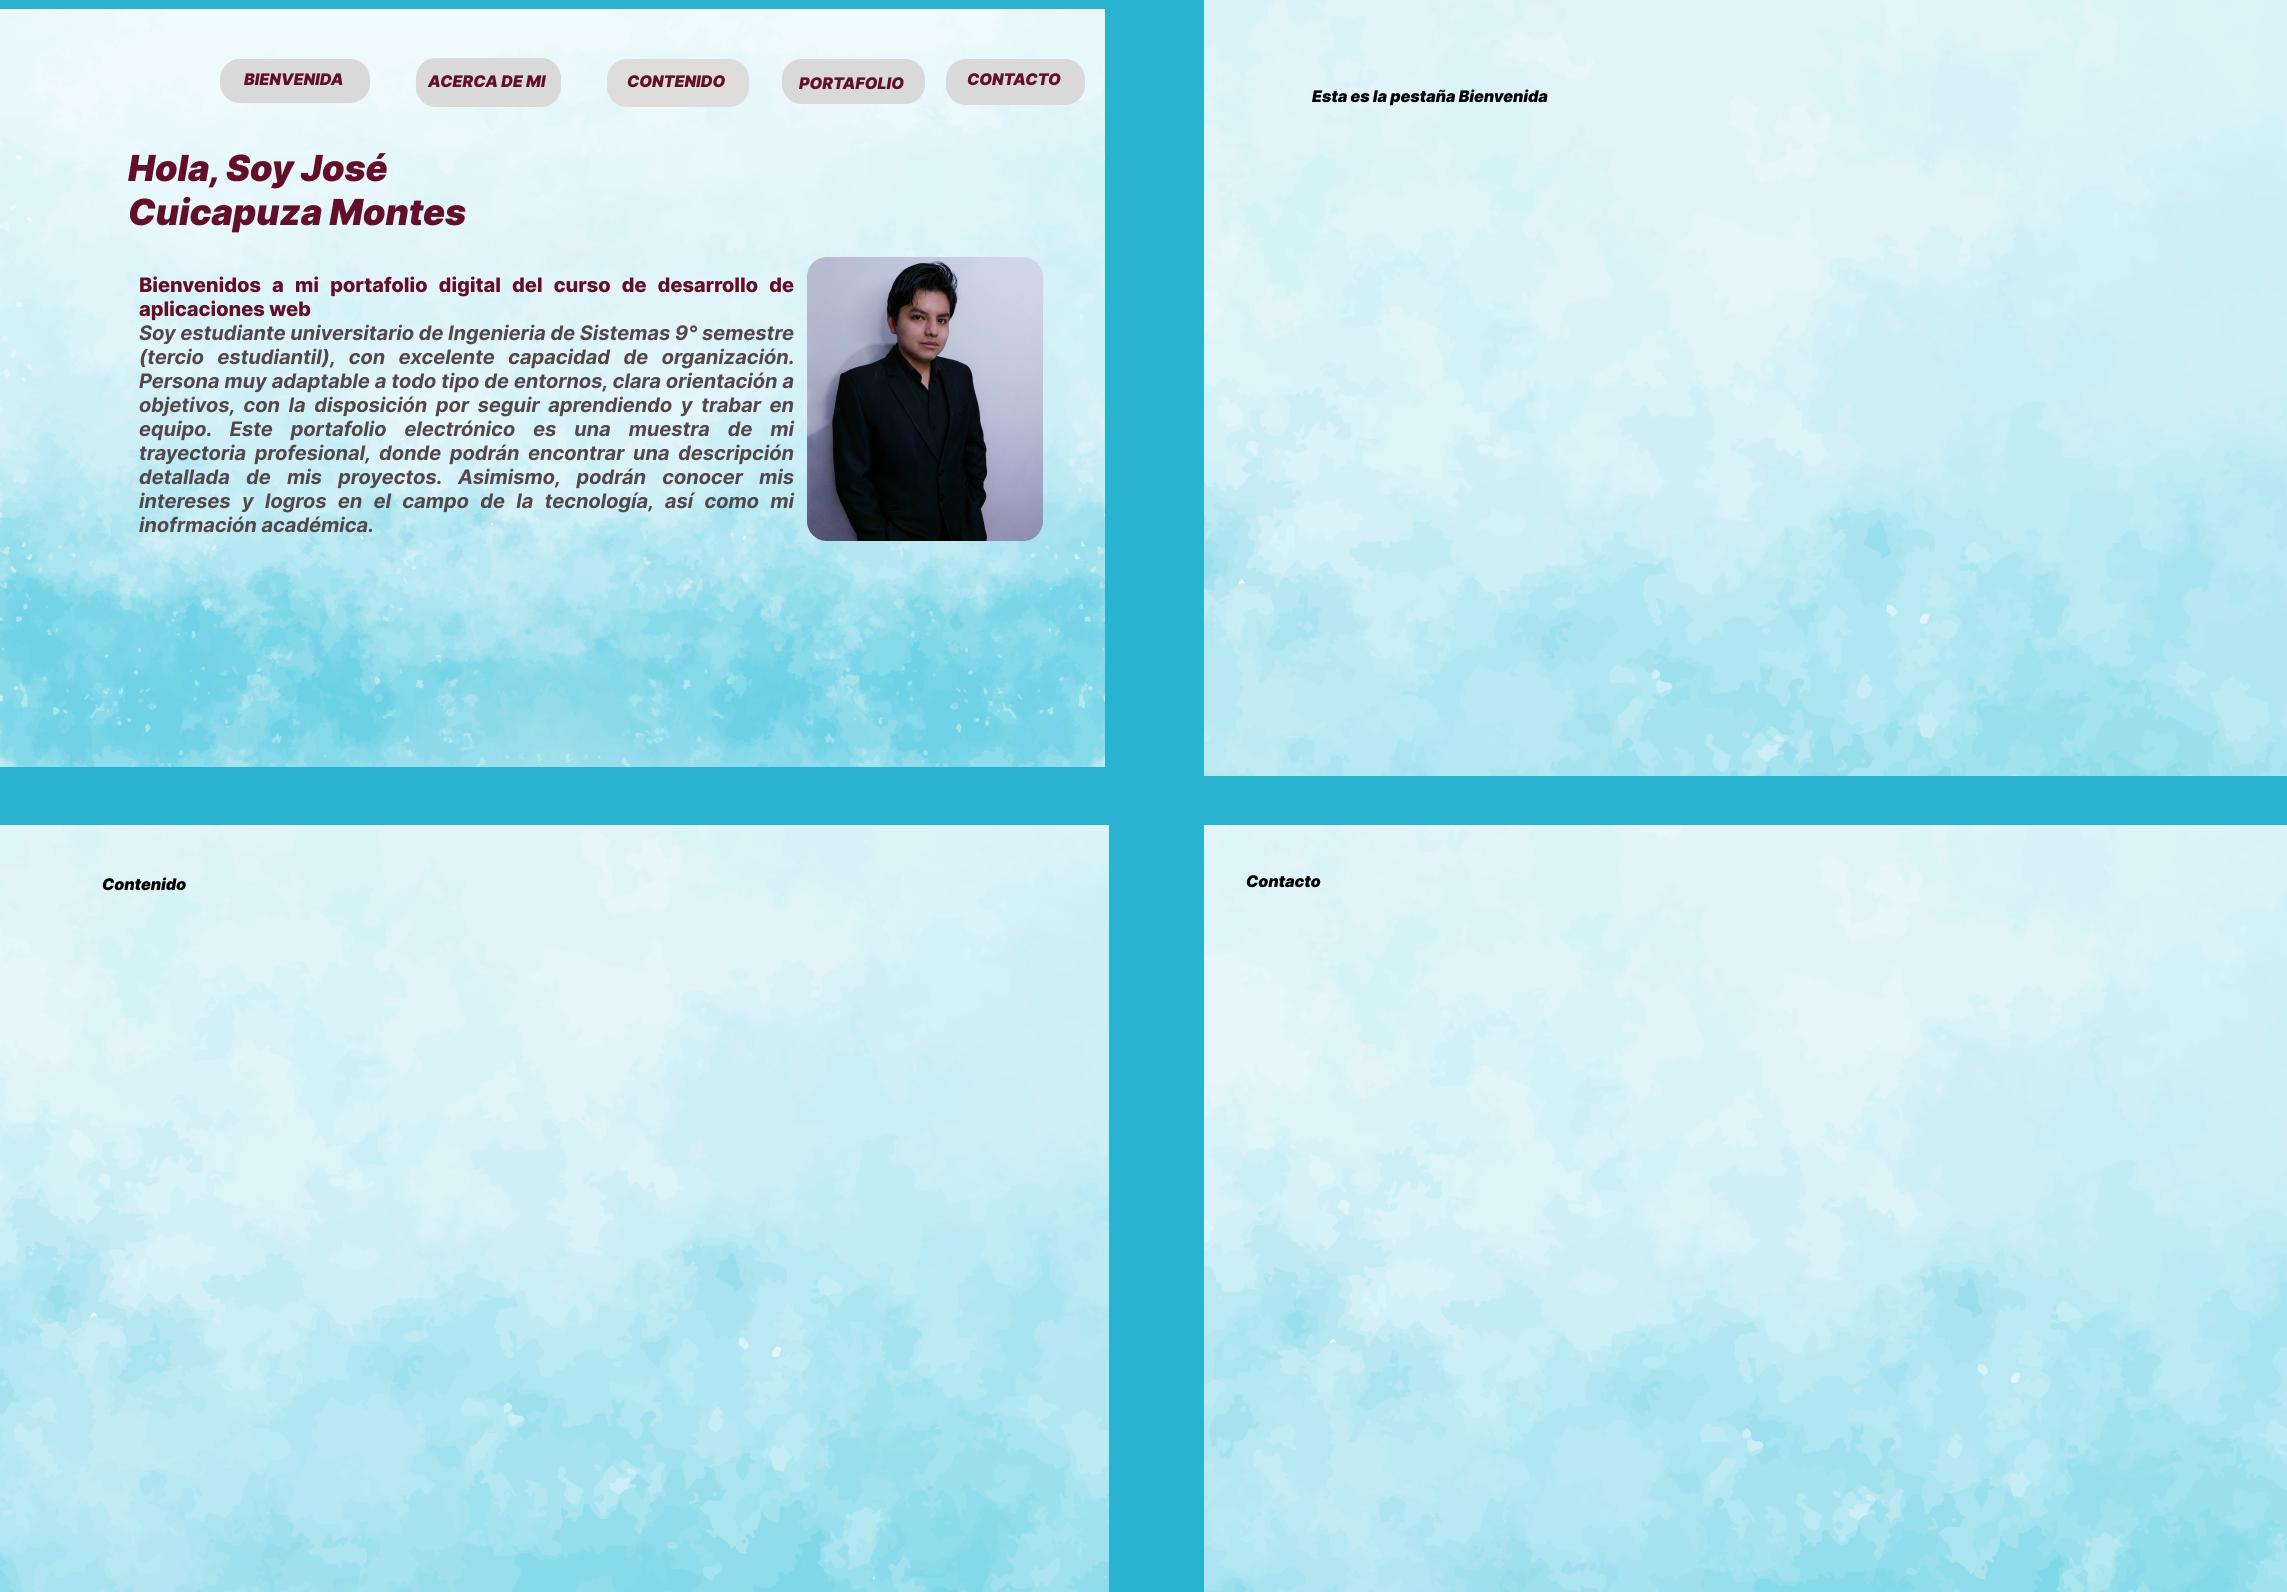 BIENVENIDA
ACERCA DE MI
CONTENIDO
PORTAFOLIO
CONTACTO
Hola, Soy José
Cuicapuza Montes
Bienvenidos a mi portafolio digital del curso de desarrollo de
aplicaciones web
Soy estudiante universitario de Ingenieria de Sistemas 9° semestre
(tercio estudiantil), con excelente capacidad de organización.
Persona muy adaptable a todo tipo de entornos, clara orientación a
objetivos, con la disposición por seguir aprendiendo y trabar en
equipo. Este portafolio electrónico es una muestra de mi
trayectoria profesional, donde podrán encontrar una descripción
detallada de mis proyectos. Asimismo, podrán conocer mis
intereses y logros en el campo de la tecnología, así como mi
inofrmación académica.
Esta es la pestaña Bienvenida
Contenido
Contacto